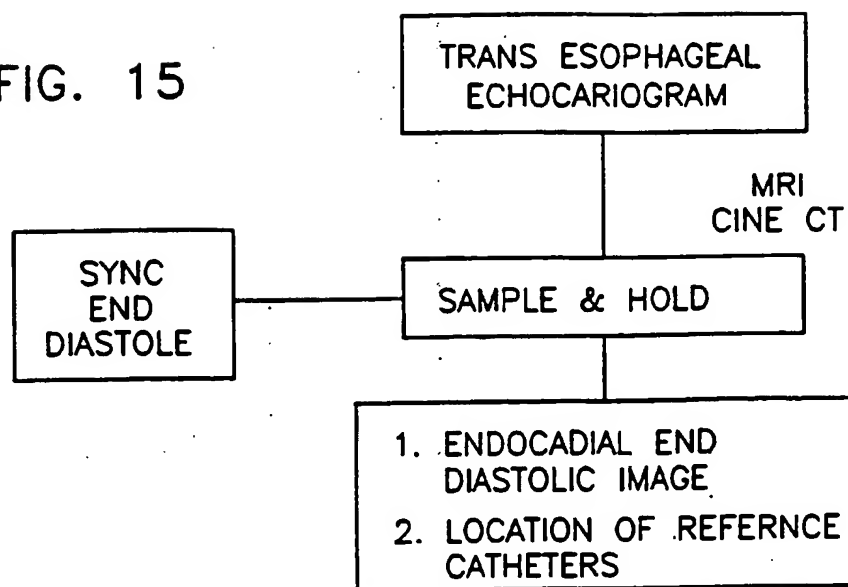 FIG. 15
TRANS ESOPHAGEAL
ECHOCARIOGRAM
MRI
CINE CT
SYNC
END
DIASTOLE
SAMPLE & HOLD
1. ENDOCADIAL END
DIASTOLIC IMAGE
2. LOCATION OF REFERNCE
CATHETERS